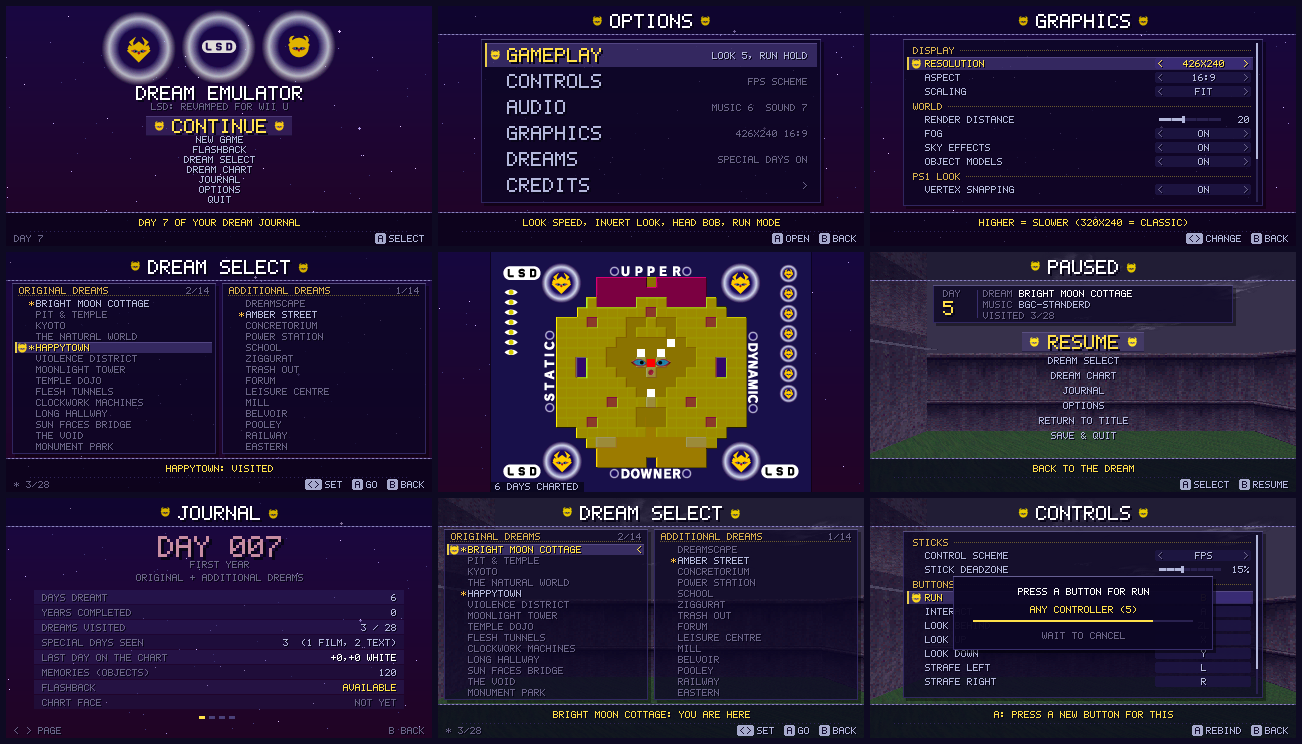 LSD
DREAM EMULATOR
LSD: REVAMPED FOR WII U
CONTINUE
NEW GAME
FLASHBACK
DREAM SELECT
DREAM CHART
JOURNAL
OPTIONS
QUIT
DAY 7 OF YOUR DREAM JOURNAL
DAY 7
A SELECT
OPTIONS
GAMEPLAY LOOK 5, RUN HOLD
CONTROLS FPS SCHEME
AUDIO MUSIC 6 SOUND 7
GRAPHICS 426X240 16:9
DREAMS SPECIAL DAYS ON
CREDITS >
LOOK SPEED, INVERT LOOK, HEAD BOB, RUN MODE
A OPEN B BACK
GRAPHICS
DISPLAY
RESOLUTION < 426X240 >
ASPECT < 16:9 >
SCALING < FIT >
WORLD
RENDER DISTANCE 20
FOG < ON >
SKY EFFECTS < ON >
OBJECT MODELS < ON >
PS1 LOOK
VERTEX SNAPPING < ON >
HIGHER = SLOWER (320X240 = CLASSIC)
<> CHANGE B BACK
DREAM SELECT
ORIGINAL DREAMS 2/14
*BRIGHT MOON COTTAGE
PIT & TEMPLE
KYOTO
THE NATURAL WORLD
*HAPPYTOWN
VIOLENCE DISTRICT
MOONLIGHT TOWER
TEMPLE DOJO
FLESH TUNNELS
CLOCKWORK MACHINES
LONG HALLWAY
SUN FACES BRIDGE
THE VOID
MONUMENT PARK
ADDITIONAL DREAMS 1/14
DREAMSCAPE
*AMBER STREET
CONCRETORIUM
POWER STATION
SCHOOL
ZIGGURAT
TRASH OUT
FORUM
LEISURE CENTRE
MILL
BELVOIR
POOLEY
RAILWAY
EASTERN
HAPPYTOWN: VISITED
* 3/28
<> SET A GO B BACK
LSD
UPPER
STATIC
DYNAMIC
LSD
DOWNER
LSD
6 DAYS CHARTED
PAUSED
DAY
5
DREAM BRIGHT MOON COTTAGE
MUSIC BGC-STANDERD
VISITED 3/28
RESUME
DREAM SELECT
DREAM CHART
JOURNAL
OPTIONS
RETURN TO TITLE
SAVE & QUIT
BACK TO THE DREAM
A SELECT B RESUME
JOURNAL
DAY 007
FIRST YEAR
ORIGINAL + ADDITIONAL DREAMS
DAYS DREAMT 6
YEARS COMPLETED 0
DREAMS VISITED 3 / 28
SPECIAL DAYS SEEN 3 (1 FILM, 2 TEXT)
LAST DAY ON THE CHART +0,+0 WHITE
MEMORIES (OBJECTS) 120
FLASHBACK AVAILABLE
CHART FACE NOT YET
< > PAGE
B BACK
DREAM SELECT
ORIGINAL DREAMS 2/14
*BRIGHT MOON COTTAGE <
PIT & TEMPLE
KYOTO
THE NATURAL WORLD
*HAPPYTOWN
VIOLENCE DISTRICT
MOONLIGHT TOWER
TEMPLE DOJO
FLESH TUNNELS
CLOCKWORK MACHINES
LONG HALLWAY
SUN FACES BRIDGE
THE VOID
MONUMENT PARK
ADDITIONAL DREAMS 1/14
DREAMSCAPE
*AMBER STREET
CONCRETORIUM
POWER STATION
SCHOOL
ZIGGURAT
TRASH OUT
FORUM
LEISURE CENTRE
MILL
BELVOIR
POOLEY
RAILWAY
EASTERN
BRIGHT MOON COTTAGE: YOU ARE HERE
* 3/28
<> SET A GO B BACK
CONTROLS
STICKS
CONTROL SCHEME < FPS >
STICK DEADZONE 15%
BUTTONS
RUN
INTER
LOOK
LOOK
LOOK DOWN Y
STRAFE LEFT L
STRAFE RIGHT R
PRESS A BUTTON FOR RUN
ANY CONTROLLER (5)
WAIT TO CANCEL
A: PRESS A NEW BUTTON FOR THIS
A REBIND B BACK